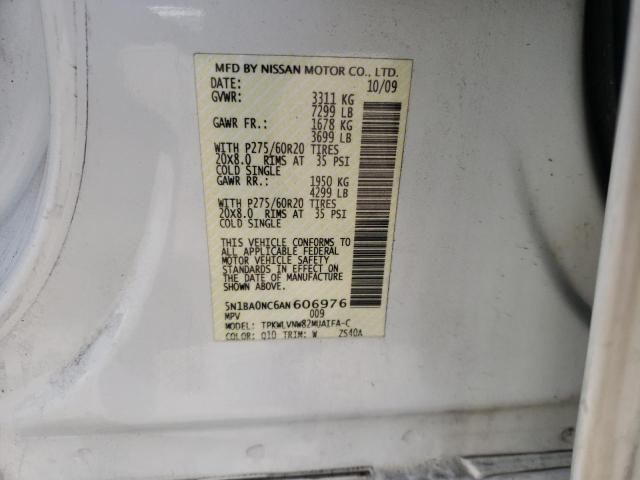 MFD BY NISSAN MOTOR CO., LTD.
DATE: 10/09
GVWR: 3311 KG
7299 LB
GAWR FR.: 1678 KG
3699 LB
WITH P275/60R20 TIRES
20X8.0 RIMS AT 35 PSI
COLD SINGLE
GAWR RR.: 1950 KG
4299 LB
WITH P275/60R20 TIRES
20X8.0 RIMS AT 35 PSI
COLD SINGLE
THIS VEHICLE CONFORMS TO
ALL APPLICABLE FEDERAL
MOTOR VEHICLE SAFETY
STANDARDS IN EFFECT ON
THE DATE OF MANUFACTURE
5N1BA0NC6AN606976
MPV 009
MODEL: TPKWLVNW82MUAIFA-C
COLOR: Q10 TRIM: W ZS40A